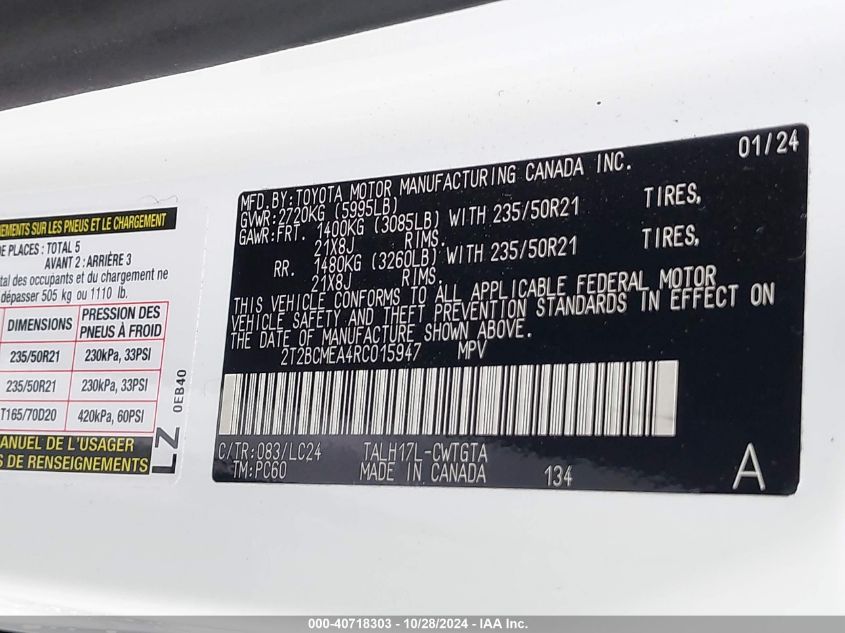 NEMENTS SUR LES PNEUS ET LE CHARGEMENT
DE PLACES : TOTAL 5
AVANT 2 : ARRIÈRE 3
tal des occupants et du chargement ne
dépasser 505 kg ou 1110 lb.
DIMENSIONS PRESSION DES PNEUS À FROID
235/50R21 230kPa, 33PSI
235/50R21 230kPa, 33PSI
T165/70D20 420kPa, 60PSI
MANUEL DE L'USAGER
S DE RENSEIGNEMENTS
LZ 0EB40
01/24
MFD.BY:TOYOTA MOTOR MANUFACTURING CANADA INC.
GVWR:2720KG (5995LB)
GAWR:FRT. 1400KG (3085LB) WITH 235/50R21 TIRES,
21X8J RIMS.
RR. 1480KG (3260LB) WITH 235/50R21 TIRES,
21X8J RIMS.
THIS VEHICLE CONFORMS TO ALL APPLICABLE FEDERAL MOTOR
VEHICLE SAFETY AND THEFT PREVENTION STANDARDS IN EFFECT ON
THE DATE OF MANUFACTURE SHOWN ABOVE.
2T2BCMEA4RC015947 MPV
C/TR:083/LC24 TALH17L-CWTGTA
TM:PC60 MADE IN CANADA 134 A
000-40718303 - 10/28/2024 - IAA Inc.